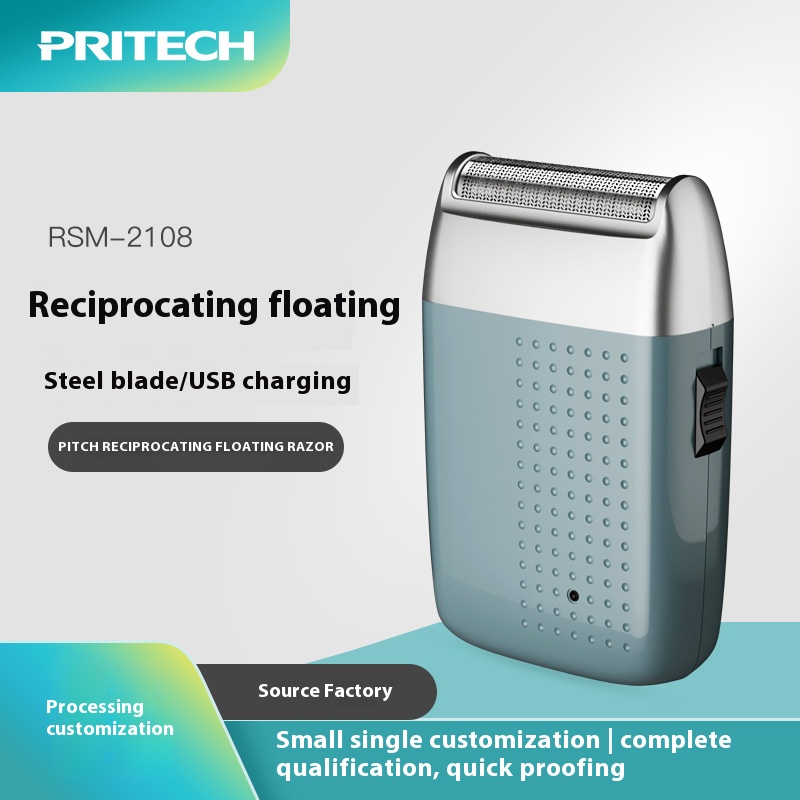 PRITECH
RSM-2108
Reciprocating floating
Steel blade/USB charging
PITCH RECIPROCATING FLOATING RAZOR
Source Factory
Processing
customization
Small single customization | complete
qualification, quick proofing